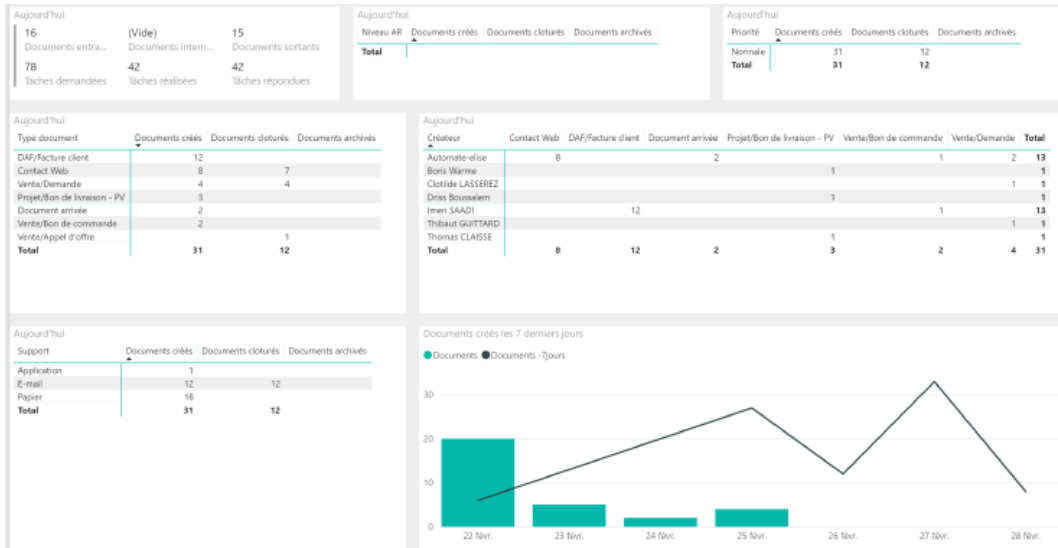 Aujourd'hui
16 (Vide) 15
Documents entra... Documents intern... Documents sortants
78 42 42
Tâches demandées Tâches réalisées Tâches répondues
Aujourd'hui
Niveau AR Documents créés Documents cloturés Documents archivés
Total
Aujourd'hui
Priorité Documents créés Documents cloturés Documents archivés
Normale 31 12
Total 31 12
Aujourd'hui
Type document Documents créés Documents cloturés Documents archivés
DAF/Facture client 12
Contact Web 8 7
Vente/Demande 4 4
Projet/Bon de livraison - PV 3
Document arrivée 2
Vente/Bon de commande 2
Vente/Appel d'offre 1
Total 31 12
Aujourd'hui
Créateur Contact Web DAF/Facture client Document arrivée Projet/Bon de livraison - PV Vente/Bon de commande Vente/Demande Total
Automate-elise 8 2 1 2 13
Boris Warme 1 1
Clotilde LASSEREZ 1 1
Driss Boussalem 1 1
Imen SAADI 12 1 13
Thibaut GUITTARD 1 1
Thomas CLAISSE 1 1
Total 8 12 2 3 2 4 31
Aujourd'hui
Support Documents créés Documents cloturés Documents archivés
Application 1
E-mail 12 12
Papier 18
Total 31 12
Documents créés les 7 derniers jours
Documents Documents -7jours
30
20
10
0
22 févr. 23 févr. 24 févr. 25 févr. 26 févr. 27 févr. 28 févr.